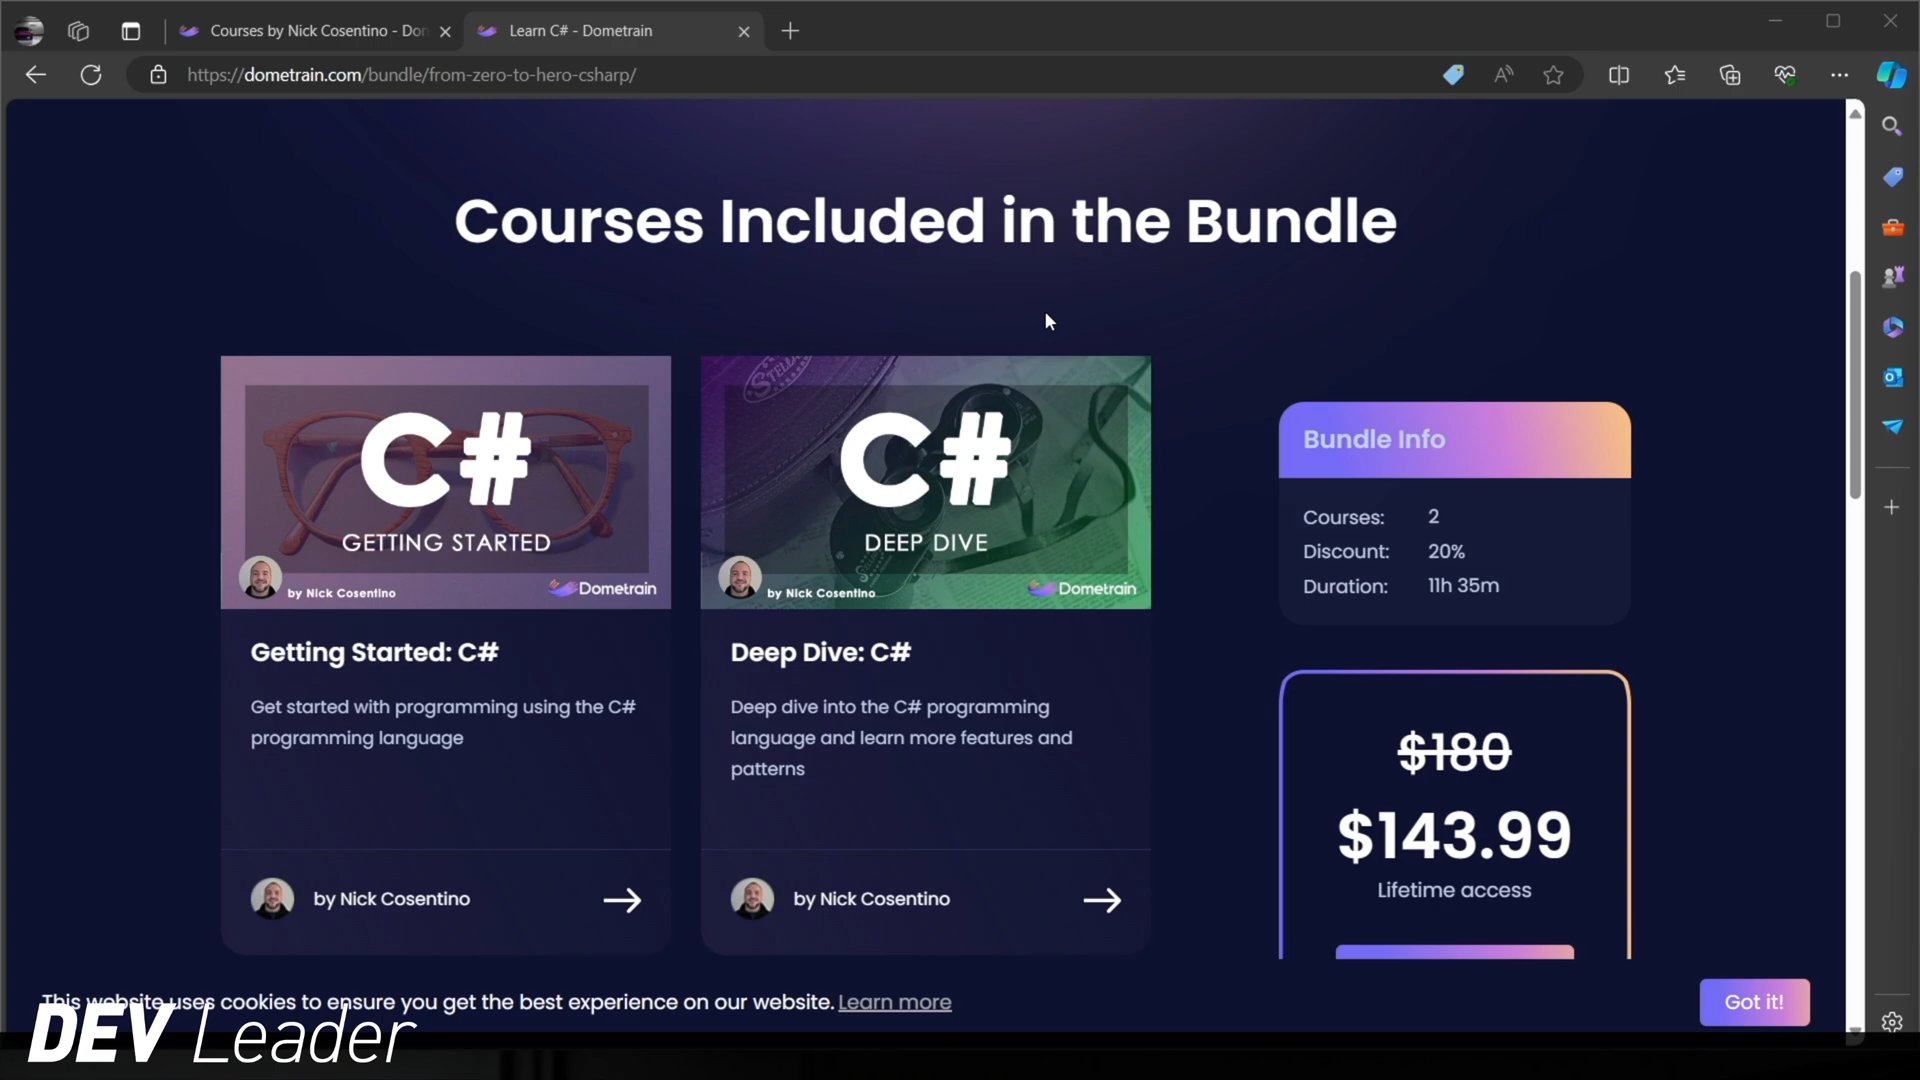 Courses by Nick Cosentino - Don
Learn C# - Dometrain
https://dometrain.com/bundle/from-zero-to-hero-csharp/
Courses Included in the Bundle
C#
GETTING STARTED
by Nick Cosentino
Dometrain
Getting Started: C#
Get started with programming using the C#
programming language
by Nick Cosentino
C#
DEEP DIVE
by Nick Cosentino
Dometrain
Deep Dive: C#
Deep dive into the C# programming
language and learn more features and
patterns
by Nick Cosentino
Bundle Info
Courses: 2
Discount: 20%
Duration: 11h 35m
$180
$143.99
Lifetime access
This website uses cookies to ensure you get the best experience on our website. Learn more
Got it!
DEV Leader